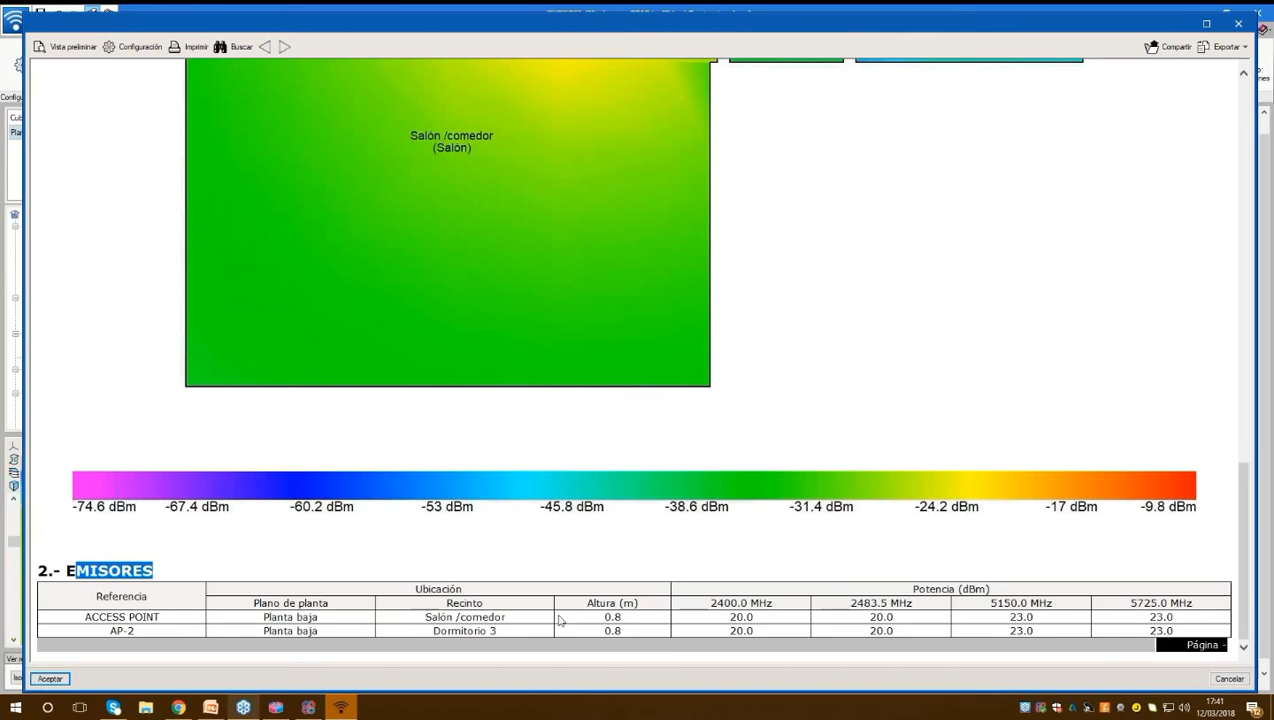 Vista preliminar Configuración Imprimir Buscar Compartir Exportar
Salón /comedor
(Salón)
-74.6 dBm -67.4 dBm -60.2 dBm -53 dBm -45.8 dBm -38.6 dBm -31.4 dBm -24.2 dBm -17 dBm -9.8 dBm
2.- EMISORES
Referencia Ubicación Potencia (dBm)
Plano de planta Recinto Altura (m) 2400.0 MHz 2483.5 MHz 5150.0 MHz 5725.0 MHz
ACCESS POINT Planta baja Salón /comedor 0.8 20.0 20.0 23.0 23.0
AP-2 Planta baja Dormitorio 3 0.8 20.0 20.0 23.0 23.0
Página -
Aceptar Cancelar
17:41
12/03/2018